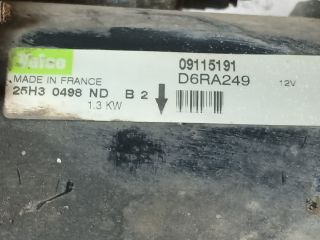 Valeo
09115191
MADE IN FRANCE
D6RA249 12V
25H3 0498 ND B 2
1.3 KW